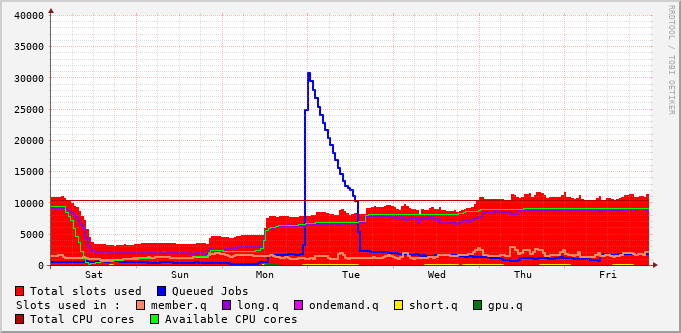 40000
35000
30000
25000
20000
15000
10000
5000
0
Sat Sun Mon Tue Wed Thu Fri
RRDTOOL / TOBI OETIKER
Total slots used Queued Jobs
Slots used in : member.q long.q ondemand.q short.q gpu.q
Total CPU cores Available CPU cores